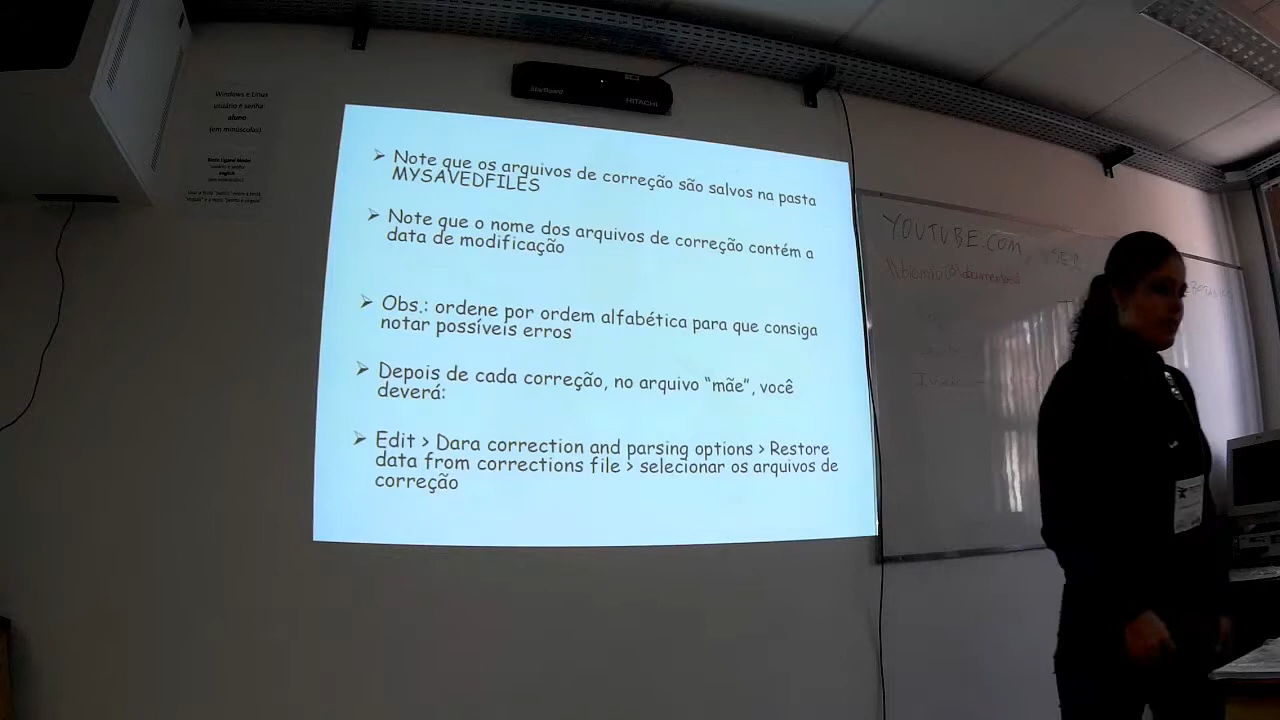 Windows e Linux
usuário e senha
aluno
(em minúsculas)
english
StarBoard
HITACHI
Note que os arquivos de correção são salvos na pasta
MYSAVEDFILES
Note que o nome dos arquivos de correção contém a
data de modificação
Obs.: ordene por ordem alfabética para que consiga
notar possíveis erros
Depois de cada correção, no arquivo “mãe”, você
deverá:
Edit > Dara correction and parsing options > Restore
data from corrections file > selecionar os arquivos de
correção
YOUTUBE.COM